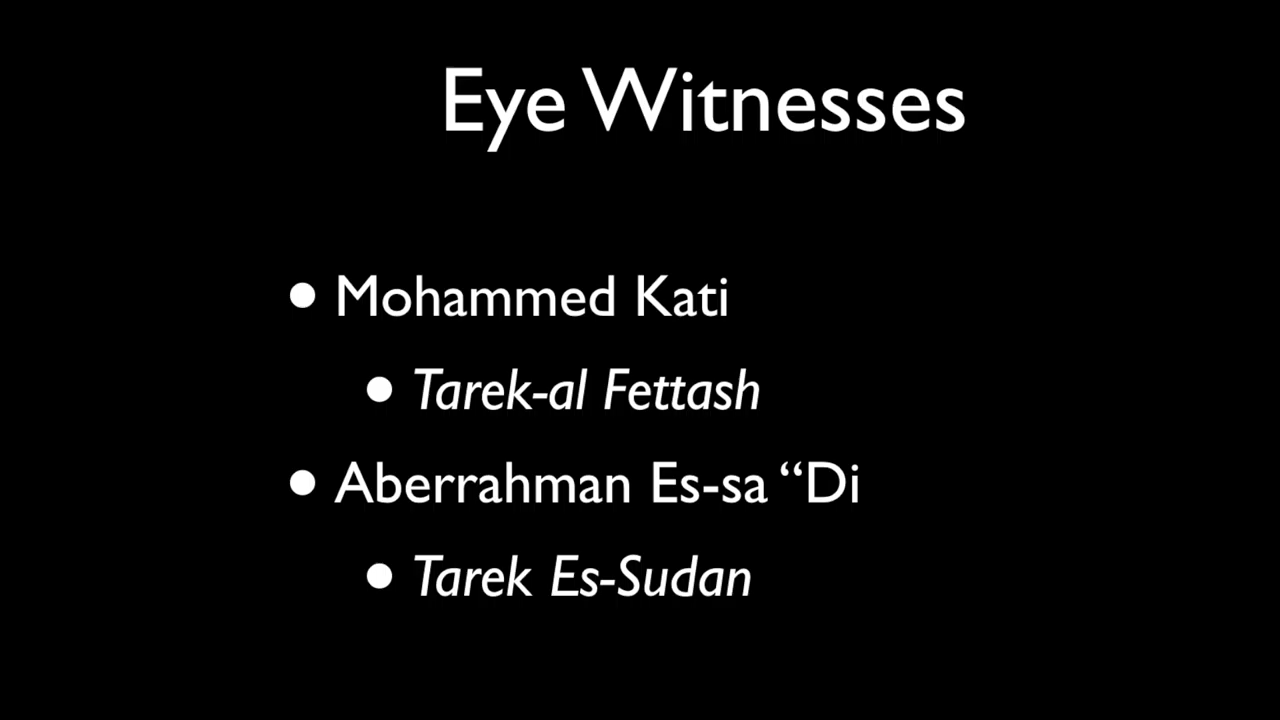 Eye Witnesses
• Mohammed Kati
• Tarek-al Fettash
• Aberrahman Es-sa “Di
• Tarek Es-Sudan